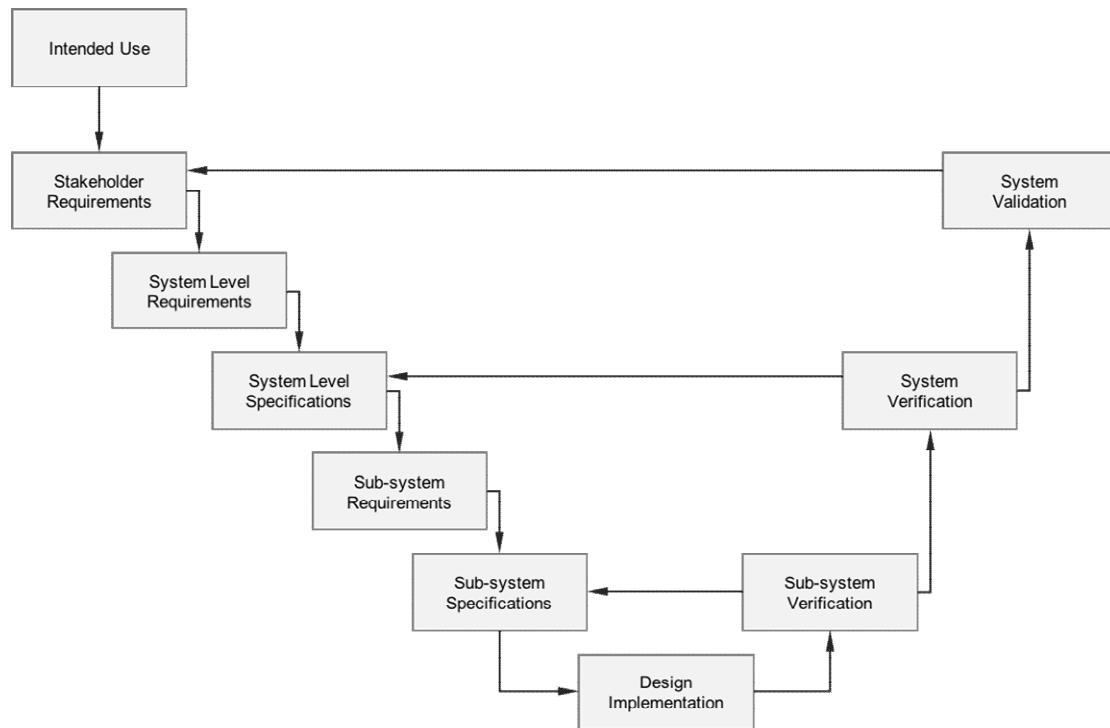 Intended Use
Stakeholder
Requirements
System
Validation
System Level
Requirements
System Level
Specifications
System
Verification
Sub-system
Requirements
Sub-system
Specifications
Sub-system
Verification
Design
Implementation